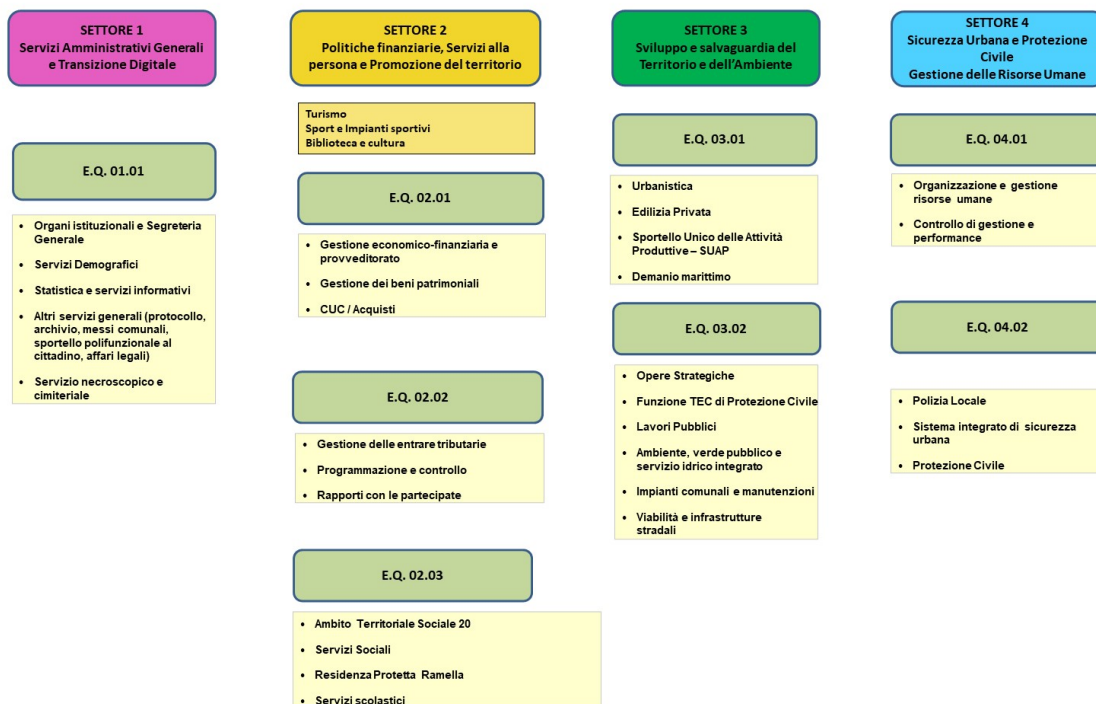 SETTORE 1
Servizi Amministrativi Generali
e Transizione Digitale
E.Q. 01.01
• Organi istituzionali e Segreteria
Generale
• Servizi Demografici
• Statistica e servizi informativi
• Altri servizi generali (protocollo,
archivio, messi comunali,
sportello polifunzionale al
cittadino, affari legali)
• Servizio necroscopico e
cimiteriale
SETTORE 2
Politiche finanziarie, Servizi alla
persona e Promozione del territorio
Turismo
Sport e Impianti sportivi
Biblioteca e cultura
E.Q. 02.01
• Gestione economico-finanziaria e
provveditorato
• Gestione dei beni patrimoniali
• CUC / Acquisti
E.Q. 02.02
• Gestione delle entrare tributarie
• Programmazione e controllo
• Rapporti con le partecipate
E.Q. 02.03
• Ambito Territoriale Sociale 20
• Servizi Sociali
• Residenza Protetta Ramella
• Servizi scolastici
SETTORE 3
Sviluppo e salvaguardia del
Territorio e dell'Ambiente
E.Q. 03.01
• Urbanistica
• Edilizia Privata
• Sportello Unico delle Attività
Produttive – SUAP
• Demanio marittimo
E.Q. 03.02
• Opere Strategiche
• Funzione TEC di Protezione Civile
• Lavori Pubblici
• Ambiente, verde pubblico e
servizio idrico integrato
• Impianti comunali e manutenzioni
• Viabilità e infrastrutture
stradali
SETTORE 4
Sicurezza Urbana e Protezione
Civile
Gestione delle Risorse Umane
E.Q. 04.01
• Organizzazione e gestione
risorse umane
• Controllo di gestione e
performance
E.Q. 04.02
• Polizia Locale
• Sistema integrato di sicurezza
urbana
• Protezione Civile